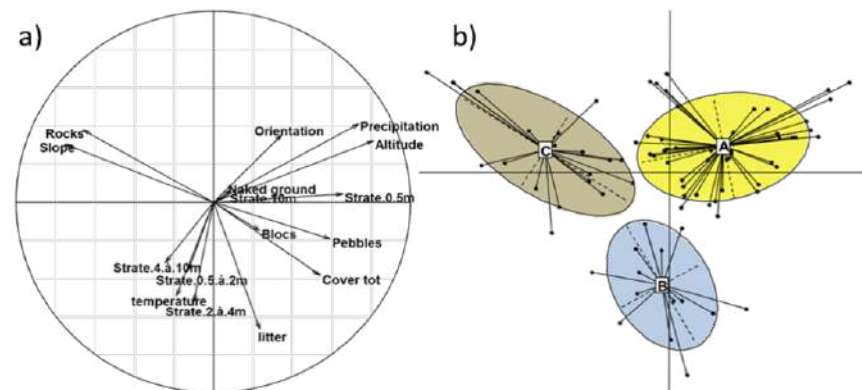 a)
b)
Rocks
Slope
Orientation
Precipitation
Altitude
Naked ground
Strate.10m
Strate.0.5m
Blocs
Pebbles
Cover tot
Strate.4.à.10m
Strate.0.5.à.2m
temperature
Strate.2.à.4m
litter
C
A
B